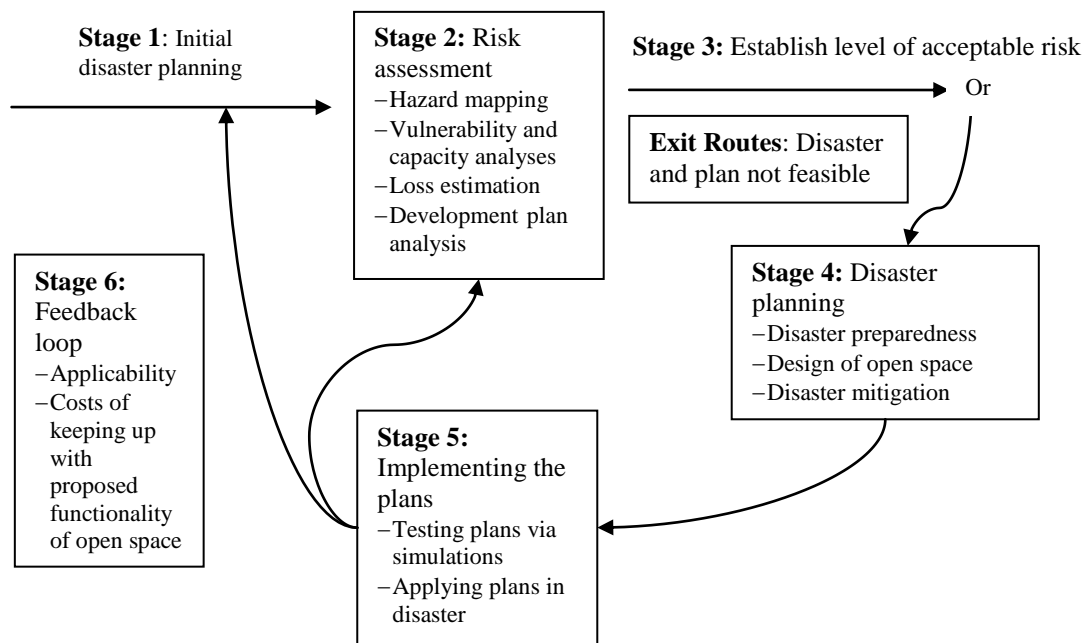 Stage 1: Initial
disaster planning
Stage 2: Risk
assessment
−Hazard mapping
−Vulnerability and
capacity analyses
−Loss estimation
−Development plan
analysis
Stage 3: Establish level of acceptable risk
Or
Exit Routes: Disaster
and plan not feasible
Stage 4: Disaster
planning
−Disaster preparedness
−Design of open space
−Disaster mitigation
Stage 5:
Implementing the
plans
−Testing plans via
simulations
−Applying plans in
disaster
Stage 6:
Feedback
loop
−Applicability
−Costs of
keeping up
with
proposed
functionality
of open space